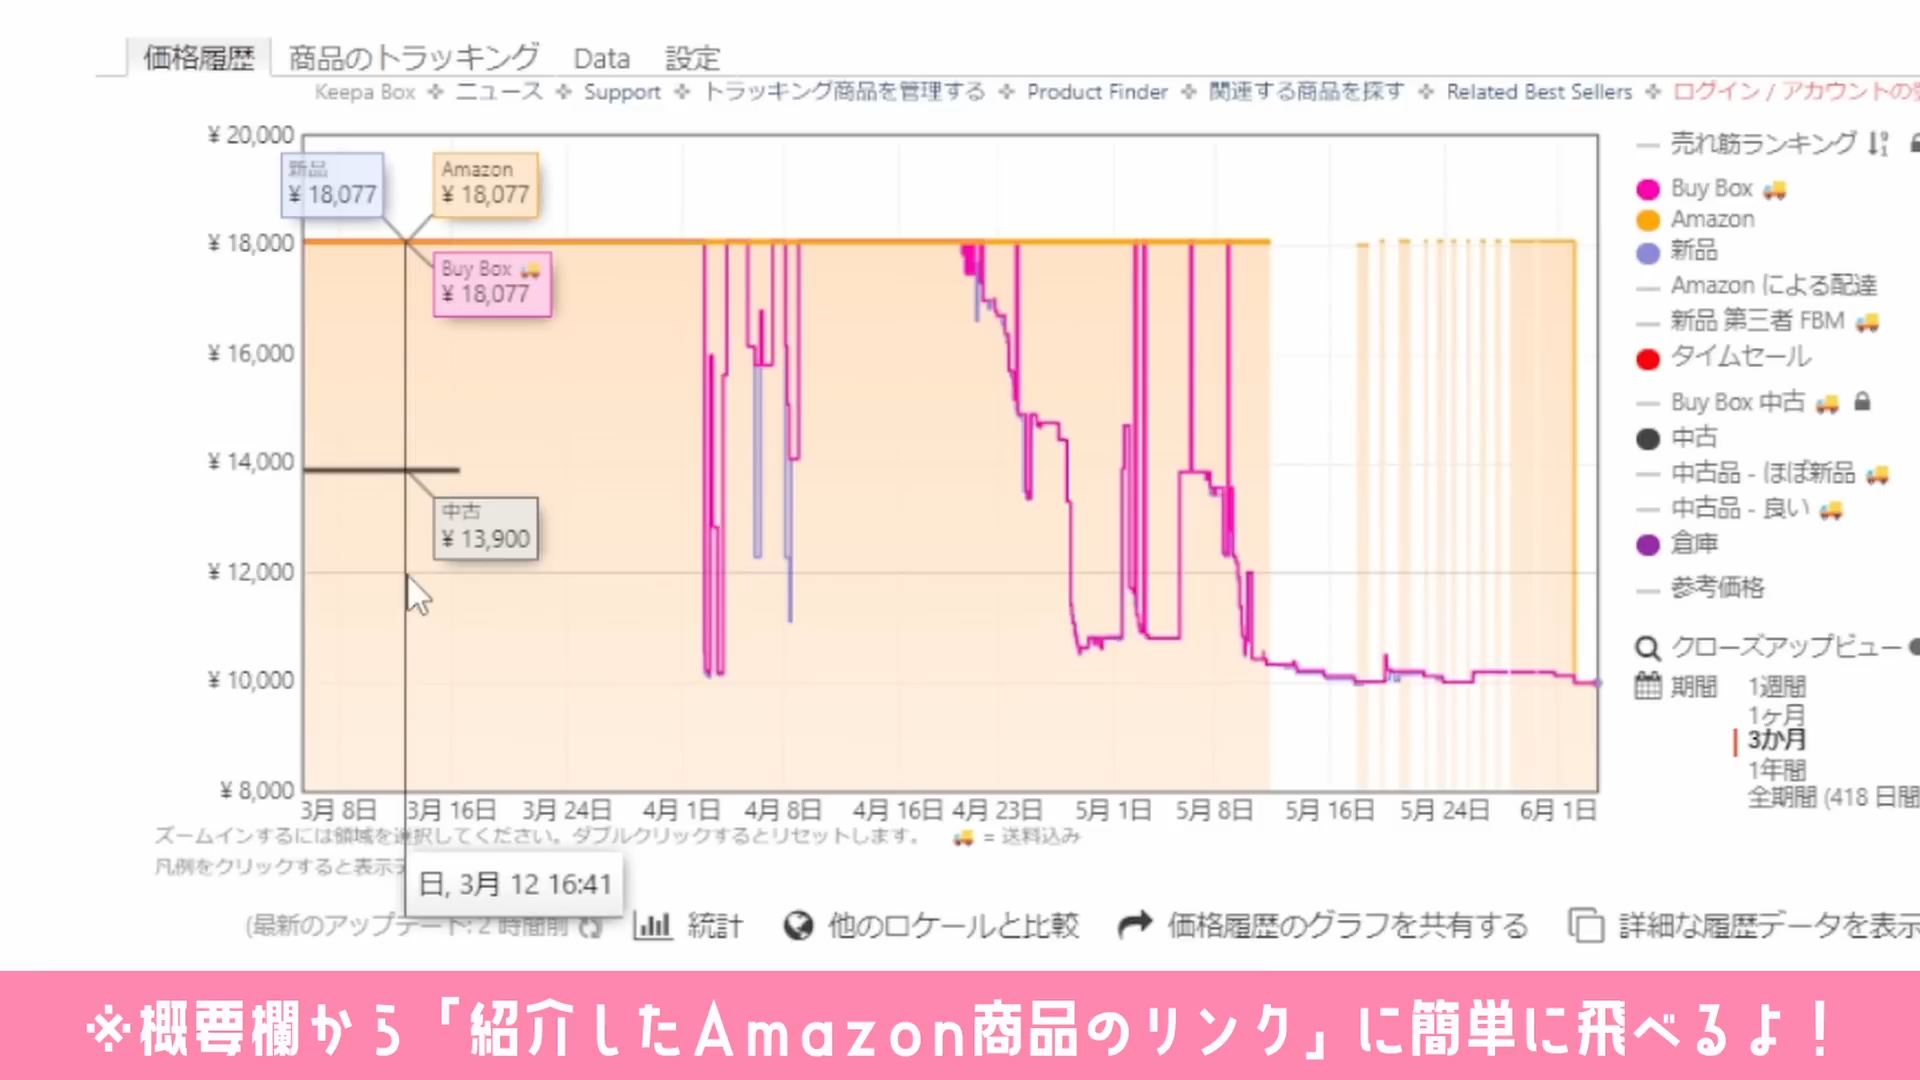 価格履歴 商品のトラッキング Data 設定
Keepa Box ✤ ニュース ✤ Support ✤ トラッキング商品を管理する ✤ Product Finder ✤ 関連する商品を探す ✤ Related Best Sellers ✤ ログイン / アカウントの
¥ 20,000
¥ 18,000
¥ 16,000
¥ 14,000
¥ 12,000
¥ 10,000
¥ 8,000
新品
¥ 18,077
Amazon
¥ 18,077
Buy Box
¥ 18,077
中古
¥ 13,900
3月 8日 3月 16日 3月 24日 4月 1日 4月 8日 4月 16日 4月 23日 5月 1日 5月 8日 5月 16日 5月 24日 6月 1日
売れ筋ランキング
Buy Box
Amazon
新品
Amazon による配達
新品 第三者 FBM
タイムセール
Buy Box 中古
中古
中古品 - ほぼ新品
中古品 - 良い
倉庫
参考価格
クローズアップビュー
期間 1週間
1ヶ月
3か月
1年間
全期間 (418 日間
ズームインするには領域を選択してください。ダブルクリックするとリセットします。 = 送料込み
凡例をクリックすると表示
日, 3月 12 16:41
(最新のアップデート: 2 時間前 統計 他のロケールと比較 価格履歴のグラフを共有する 詳細な履歴データを表示
※概要欄から「紹介したAmazon商品のリンク」に簡単に飛べるよ！